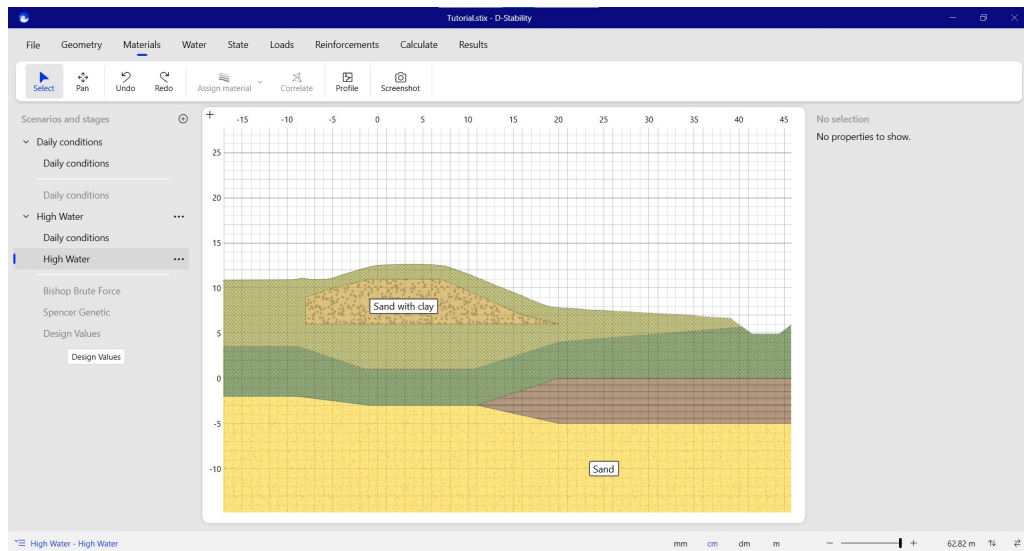 Tutorial.stix - D-Stability
File Geometry Materials Water State Loads Reinforcements Calculate Results
Select Pan Undo Redo Assign material Correlate Profile Screenshot
Scenarios and stages
Daily conditions
Daily conditions
Daily conditions
High Water
Daily conditions
High Water
Bishop Brute Force
Spencer Genetic
Design Values
Design Values
-15 -10 -5 0 5 10 15 20 25 30 35 40 45
25
20
15
10
5
0
-5
-10
Sand with clay
Sand
No selection
No properties to show.
High Water - High Water
mm cm dm m
62.82 m